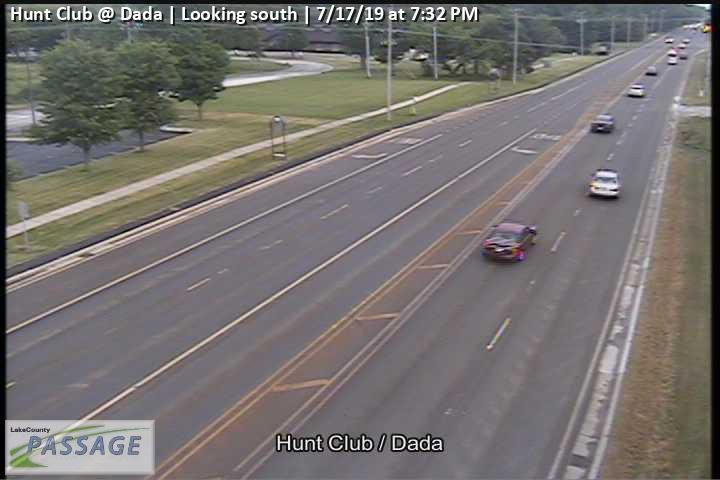 Hunt Club @ Dada | Looking south | 7/17/19 at 7:32 PM
Hunt Club / Dada
LakeCounty
PASSAGE